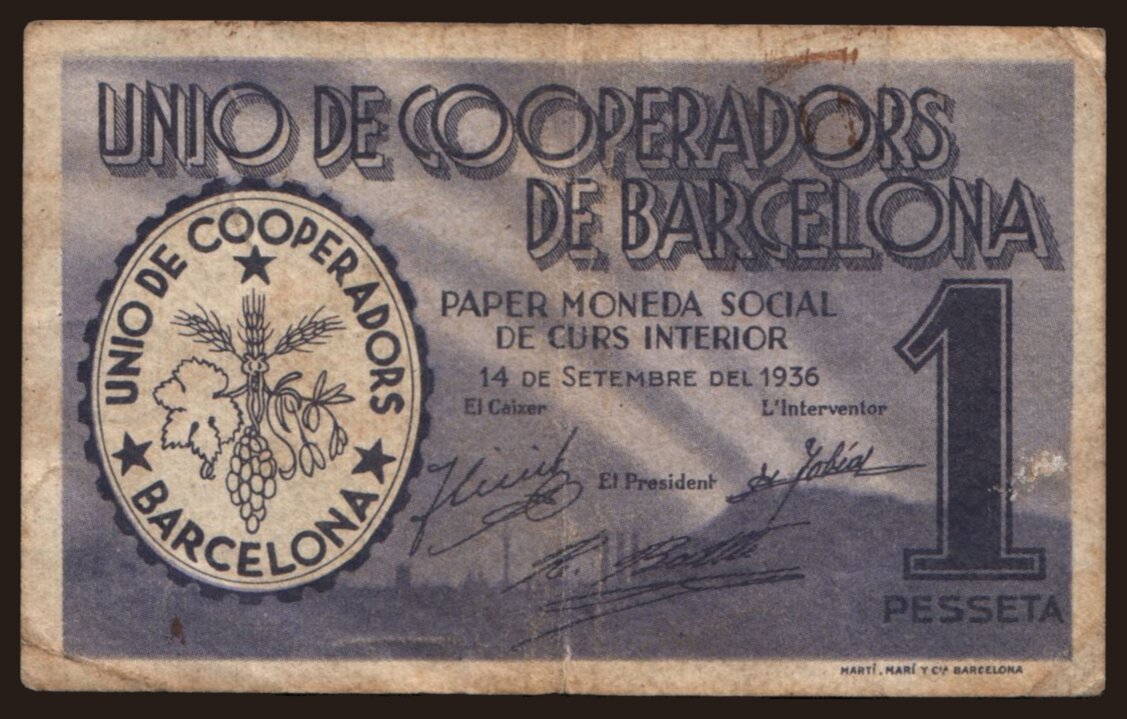 UNIO DE COOPERADORS
DE BARCELONA
UNIO DE COOPERADORS
BARCELONA
PAPER MONEDA SOCIAL
DE CURS INTERIOR
14 DE SETEMBRE DEL 1936
El Caixer
L'Interventor
El President
1
PESSETA
MARTÍ, MARÍ Y CIA BARCELONA